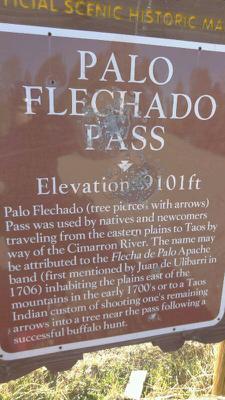 FICIAL SCENIC HISTORIC MA
PALO
FLECHADO
PASS
Elevation 9101ft
Palo Flechado (tree pierced with arrows)
Pass was used by natives and newcomers
traveling from the eastern plains to Taos by
way of the Cimarron River. The name may
be attributed to the Flecha de Palo Apache
band (first mentioned by Juan de Ulibarri in
1706) inhabiting the plains east of the
mountains in the early 1700's or to a Taos
Indian custom of shooting one's remaining
arrows into a tree near the pass following a
successful buffalo hunt.